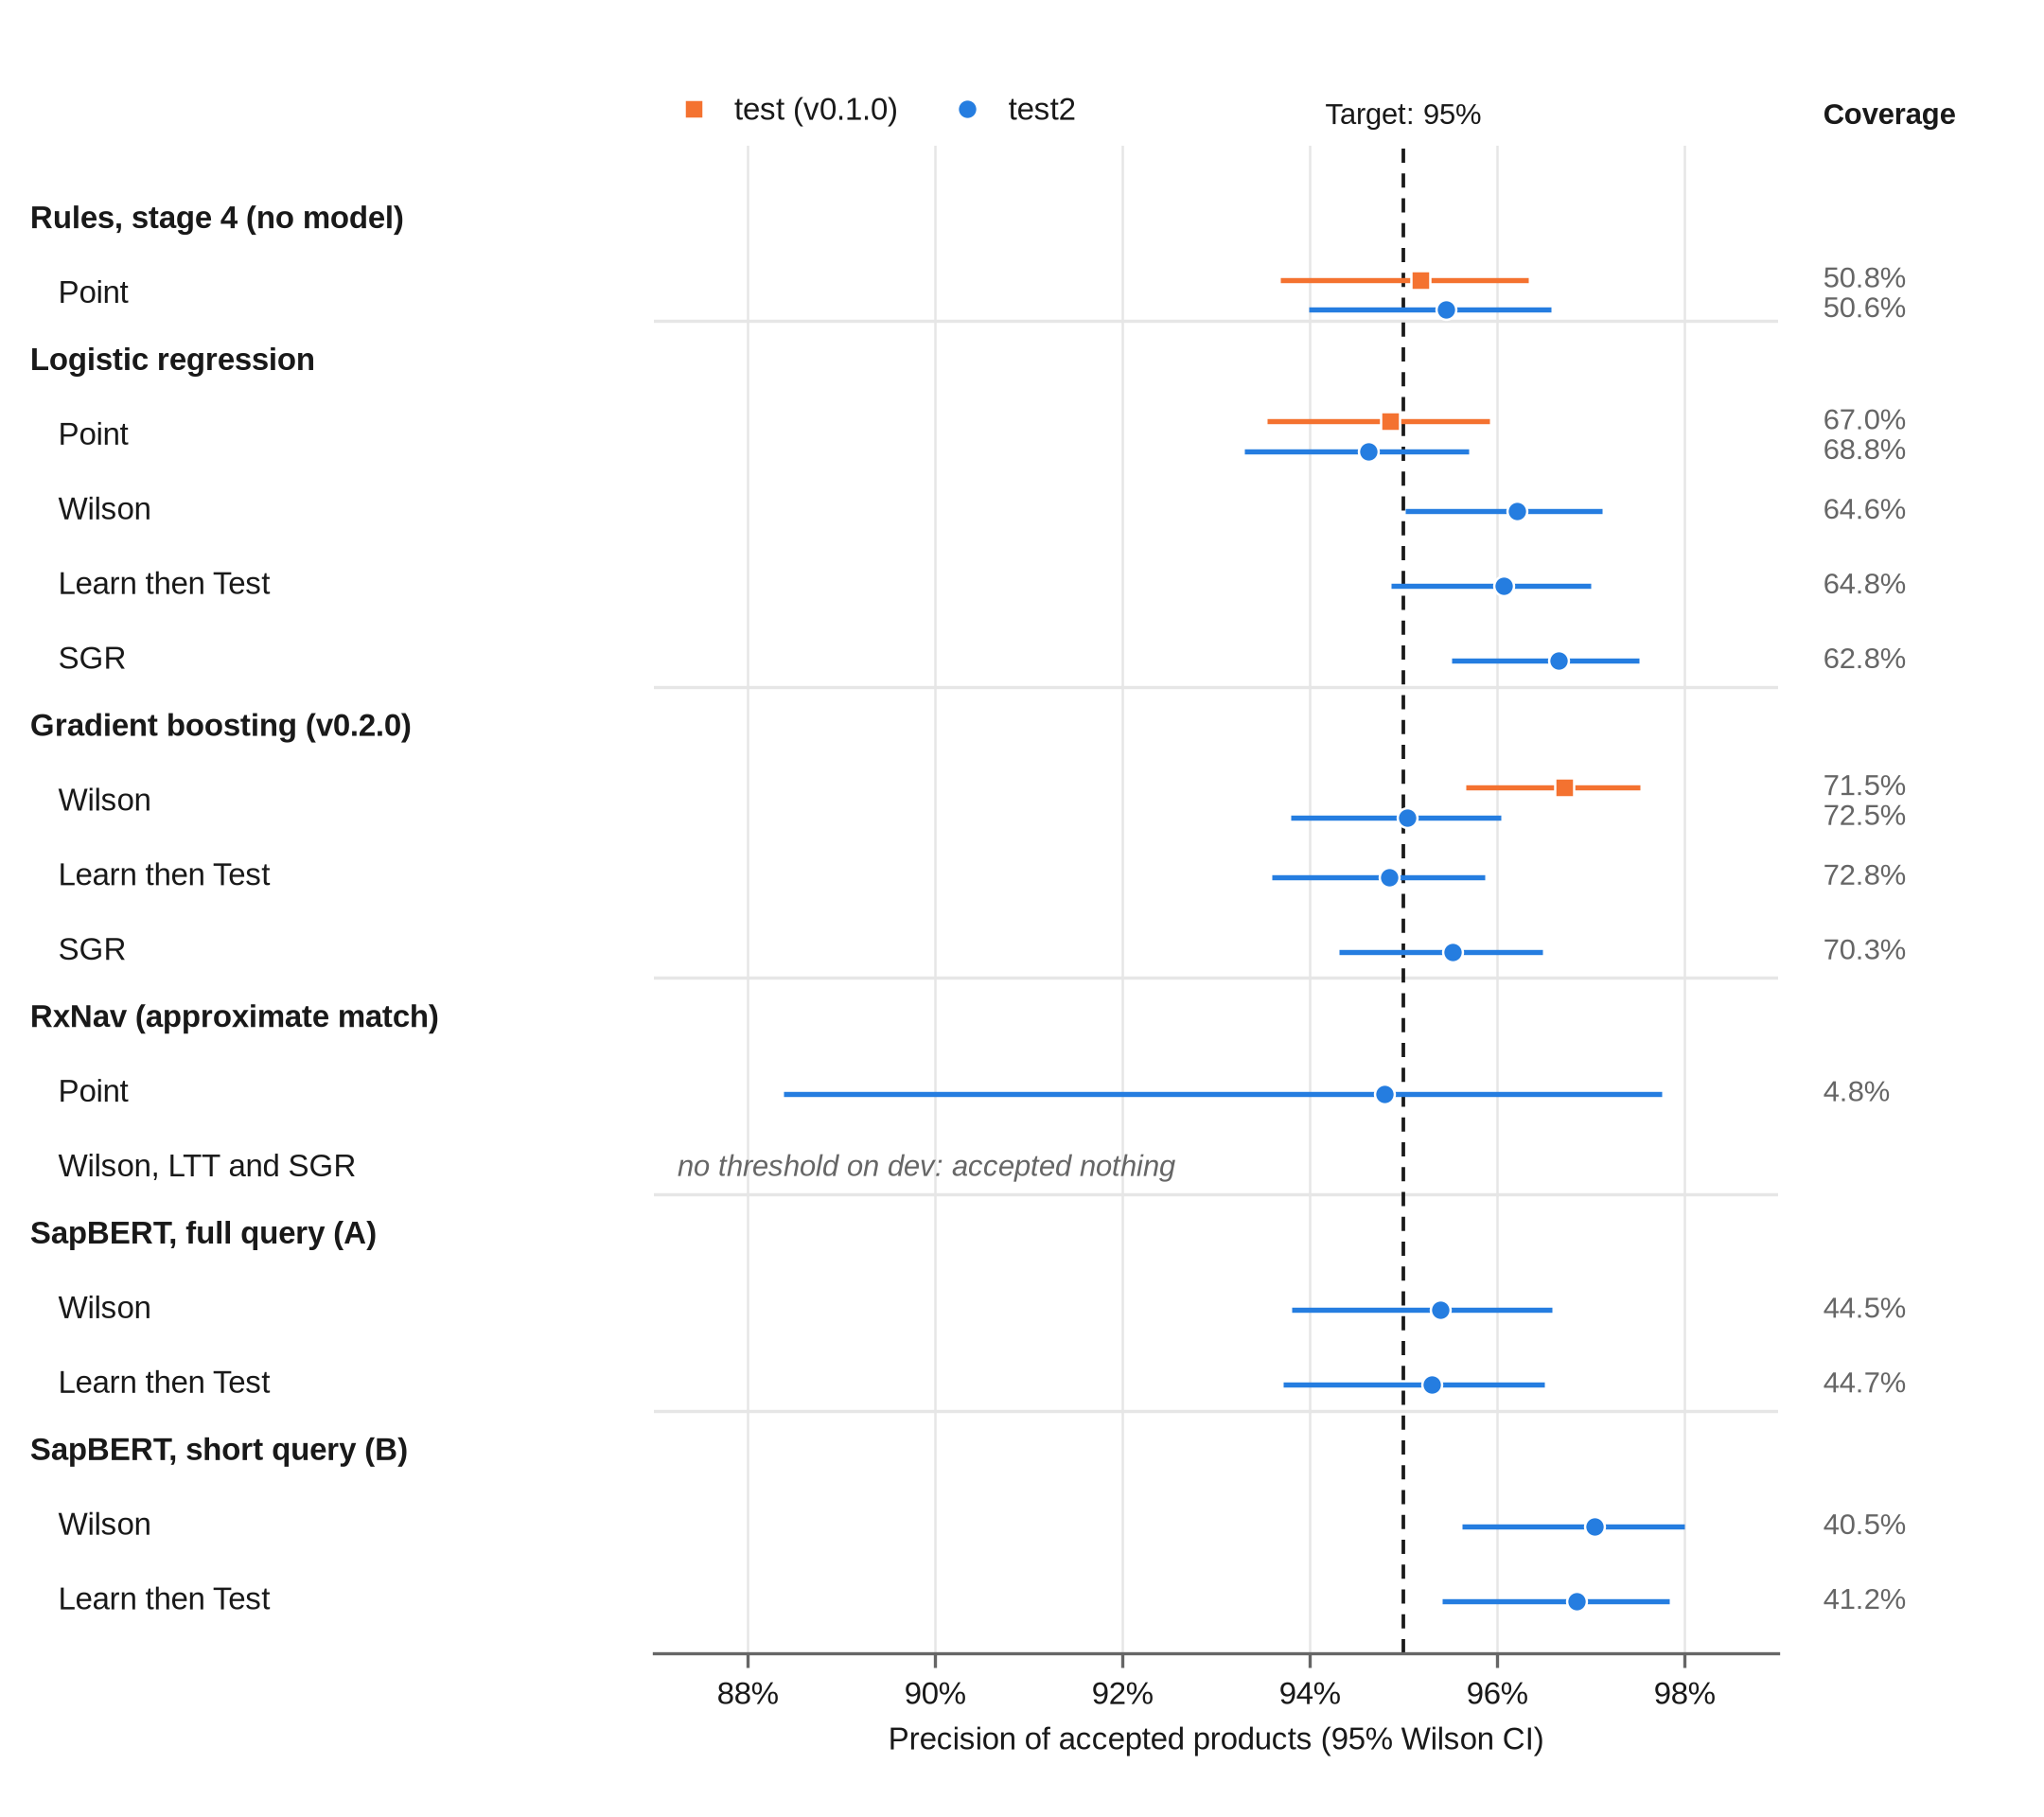 test (v0.1.0) test2 Target: 95% Coverage
Rules, stage 4 (no model)
Point 50.8%
50.6%
Logistic regression
Point 67.0%
68.8%
Wilson 64.6%
Learn then Test 64.8%
SGR 62.8%
Gradient boosting (v0.2.0)
Wilson 71.5%
72.5%
Learn then Test 72.8%
SGR 70.3%
RxNav (approximate match)
Point 4.8%
Wilson, LTT and SGR no threshold on dev: accepted nothing
SapBERT, full query (A)
Wilson 44.5%
Learn then Test 44.7%
SapBERT, short query (B)
Wilson 40.5%
Learn then Test 41.2%
88% 90% 92% 94% 96% 98%
Precision of accepted products (95% Wilson CI)